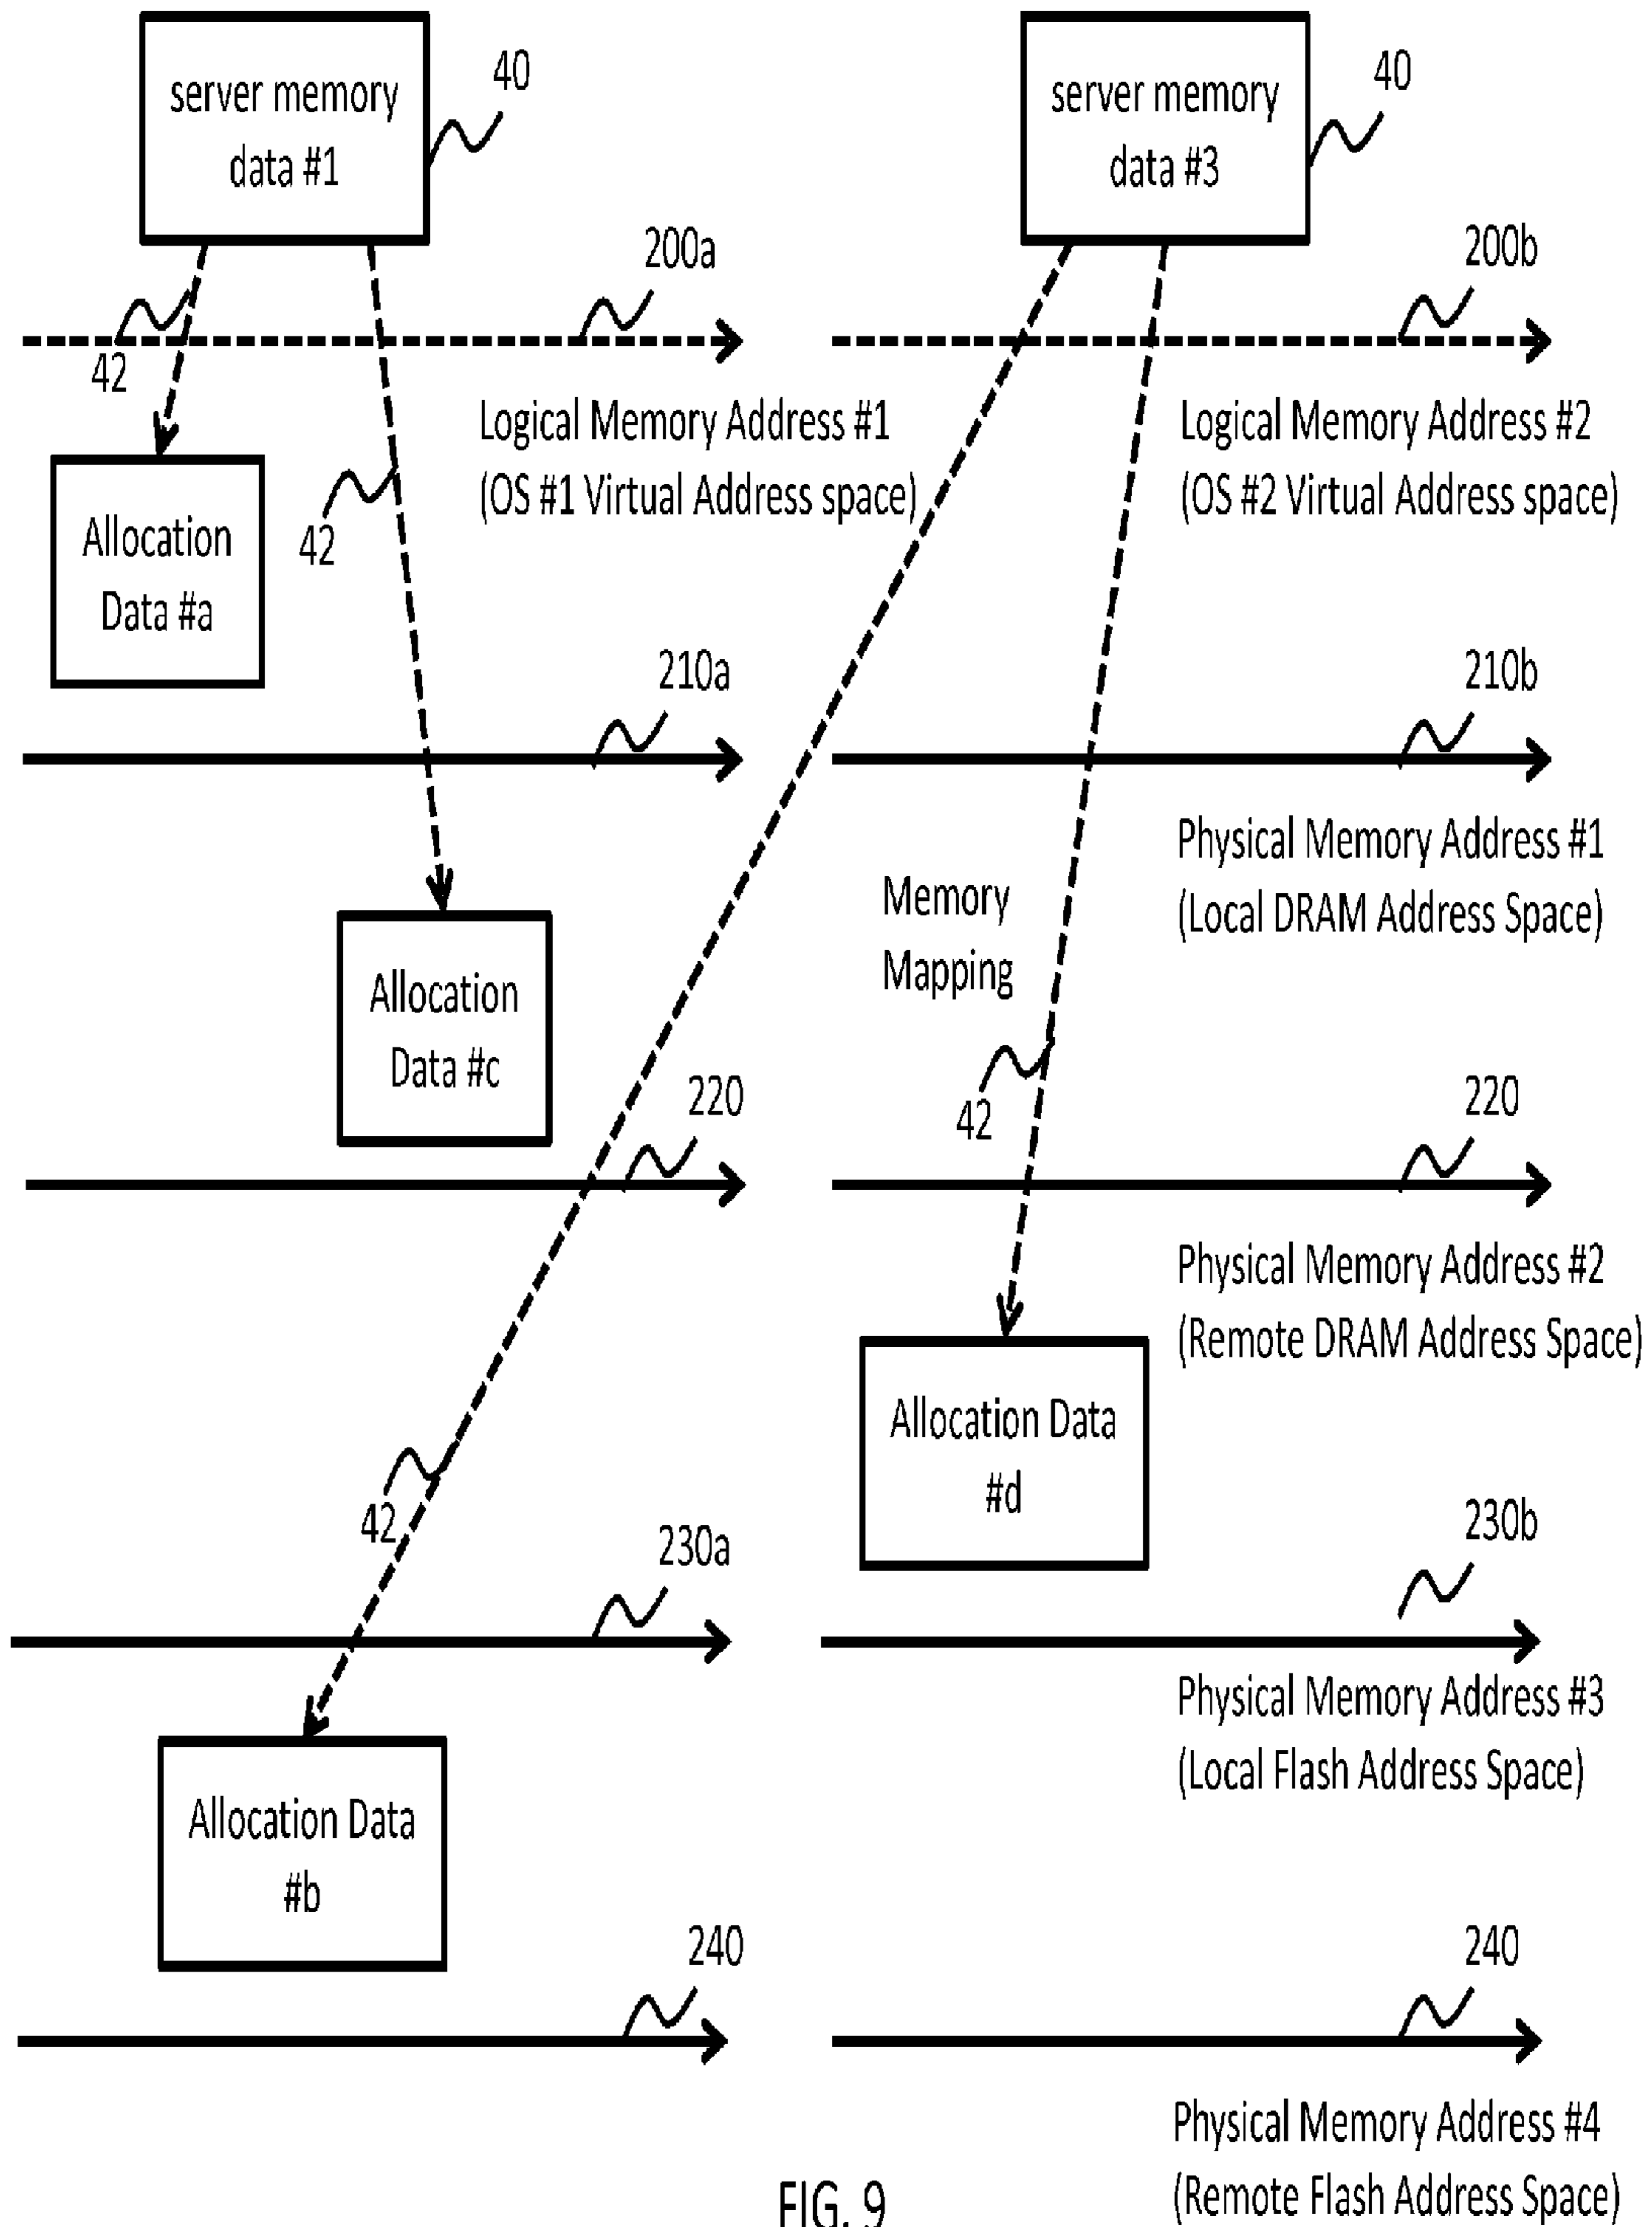 server memory
data #1
40
server memory
data #3
40
200a
200b
42
Logical Memory Address #1
(OS #1 Virtual Address space)
Logical Memory Address #2
(OS #2 Virtual Address space)
Allocation
Data #a
42
210a
210b
Physical Memory Address #1
(Local DRAM Address Space)
Memory
Mapping
Allocation
Data #c
220
42
220
Physical Memory Address #2
(Remote DRAM Address Space)
Allocation Data
#d
42
230a
230b
Physical Memory Address #3
(Local Flash Address Space)
Allocation Data
#b
240
240
Physical Memory Address #4
(Remote Flash Address Space)
FIG. 9